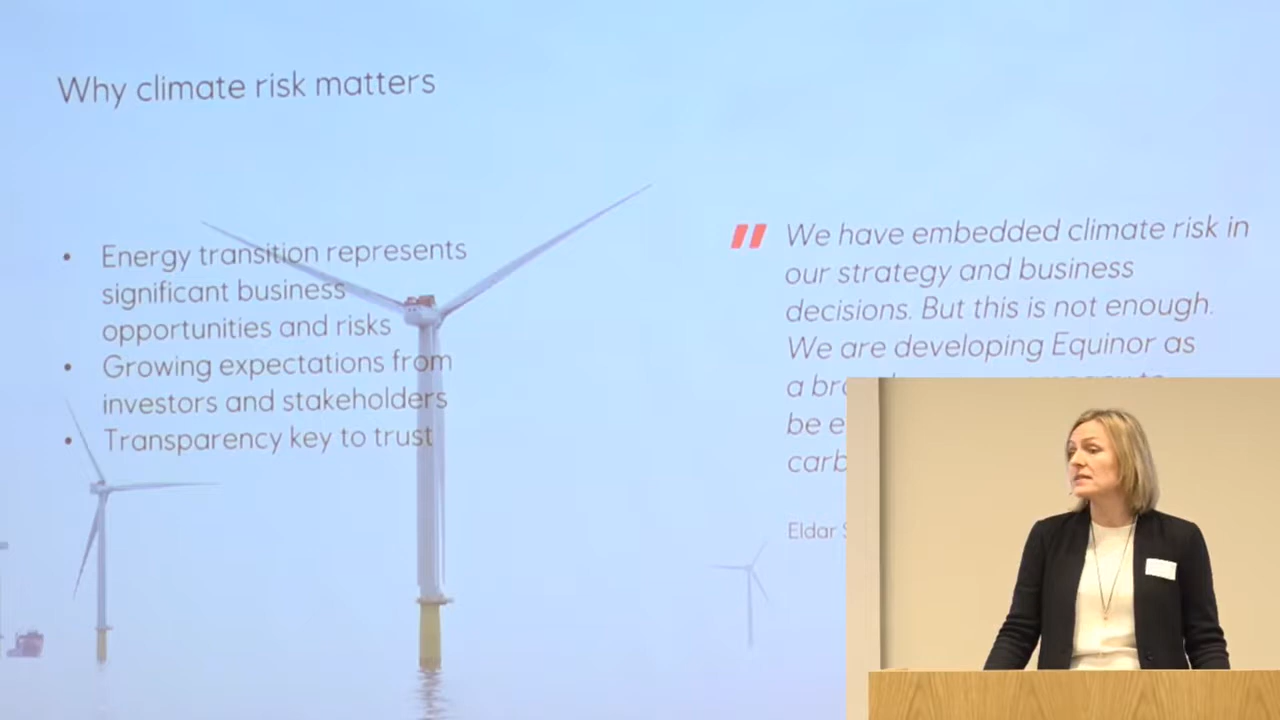 Why climate risk matters
• Energy transition represents
significant business
opportunities and risks
• Growing expectations from
investors and stakeholders
• Transparency key to trust
We have embedded climate risk in
our strategy and business
decisions. But this is not enough.
We are developing Equinor as
a
be
Eldar